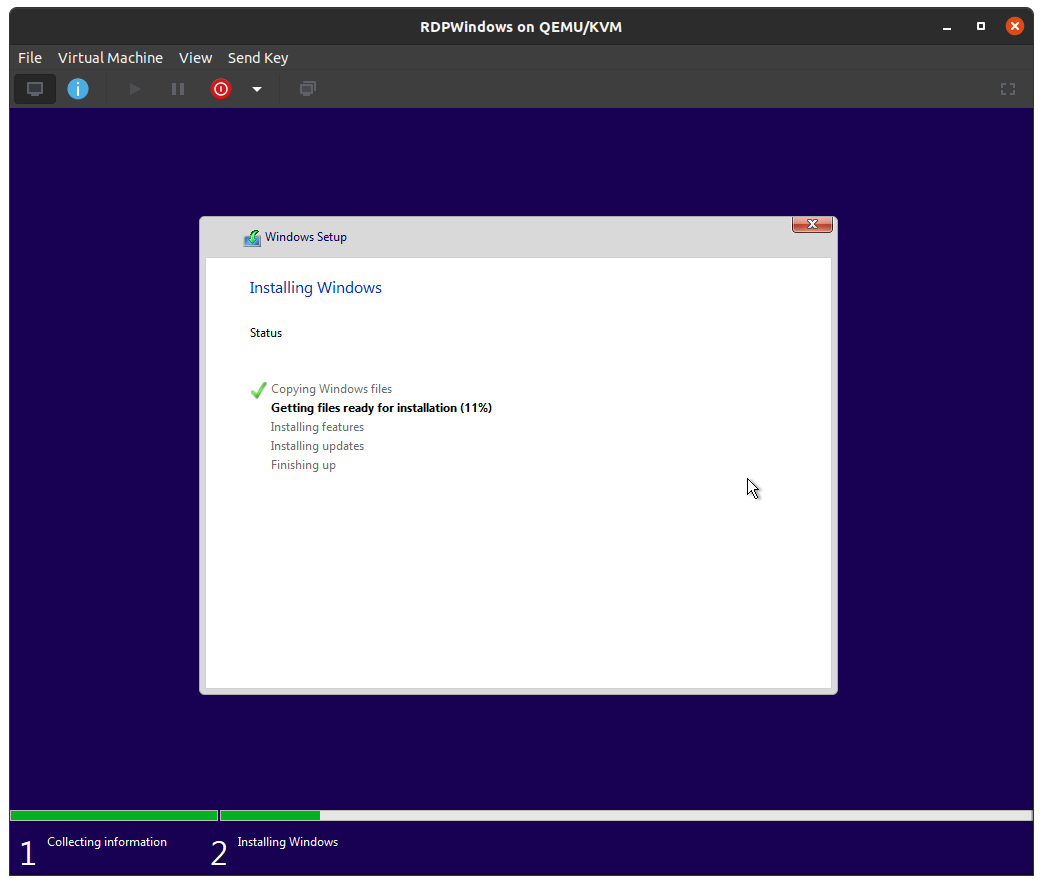 RDPWindows on QEMU/KVM
File Virtual Machine View Send Key
Windows Setup
Installing Windows
Status
Copying Windows files
Getting files ready for installation (11%)
Installing features
Installing updates
Finishing up
1 Collecting information 2 Installing Windows